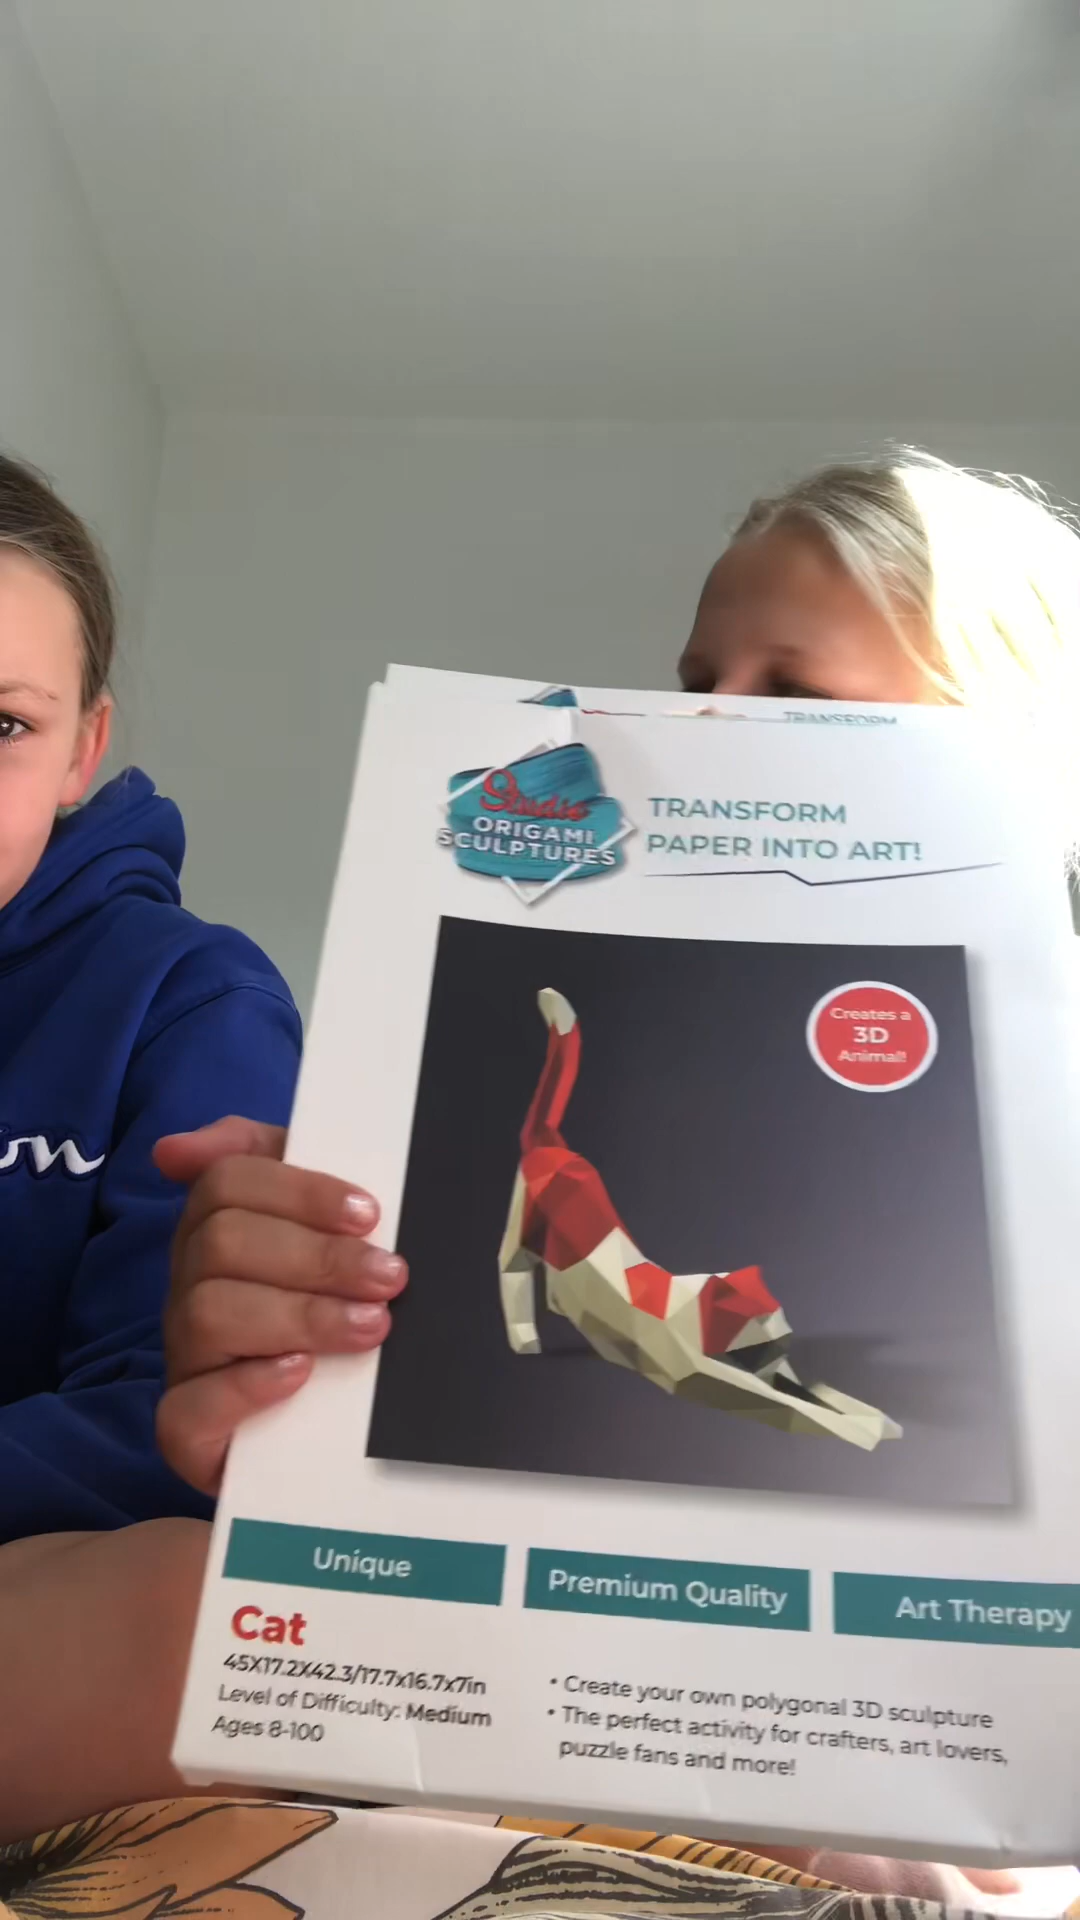 TRANSFORM
Studio
ORIGAMI
SCULPTURES
TRANSFORM
PAPER INTO ART!
Creates a
3D
Animal!
Unique
Premium Quality
Art Therapy
Cat
45X17.2X42.3/17.7x16.7x7in
Level of Difficulty: Medium
Ages 8-100
• Create your own polygonal 3D sculpture
• The perfect activity for crafters, art lovers,
puzzle fans and more!